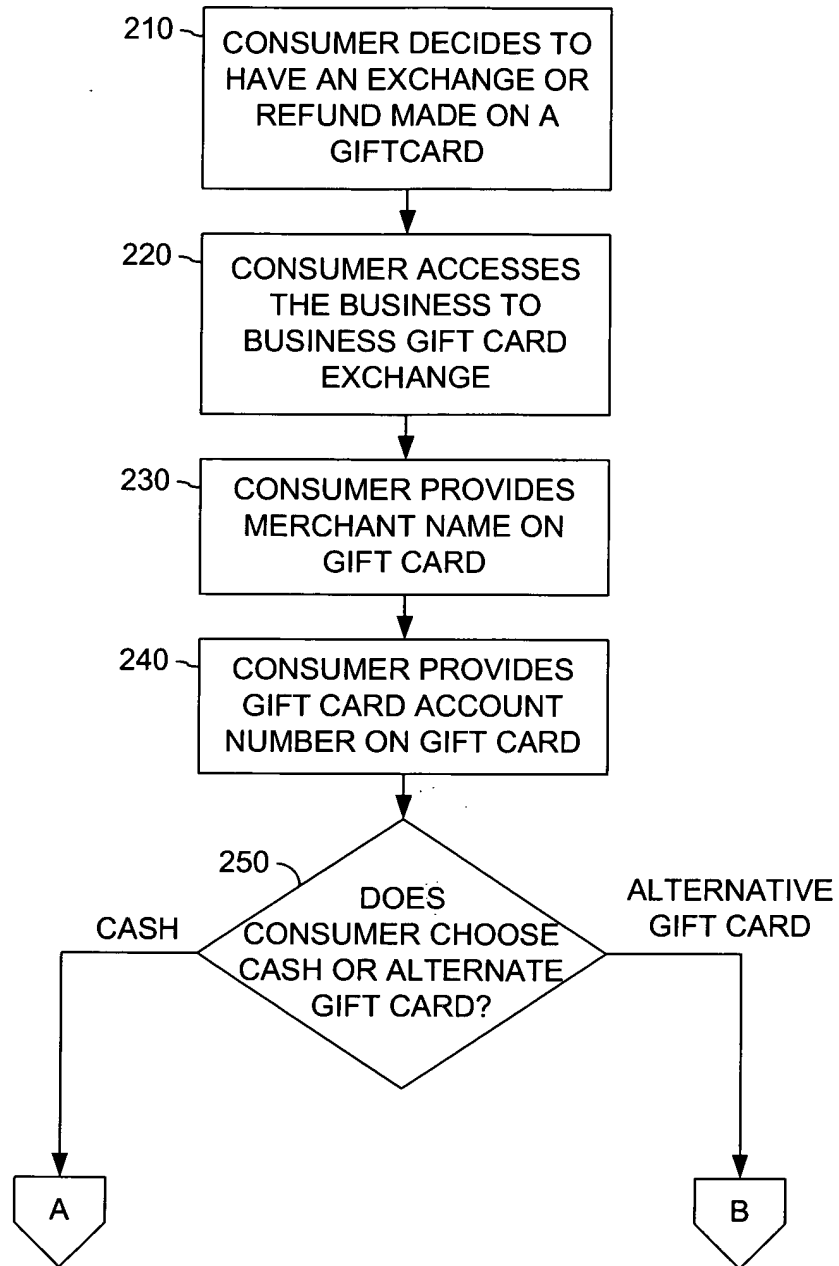 210
CONSUMER DECIDES TO
HAVE AN EXCHANGE OR
REFUND MADE ON A
GIFTCARD
220
CONSUMER ACCESSES
THE BUSINESS TO
BUSINESS GIFT CARD
EXCHANGE
230
CONSUMER PROVIDES
MERCHANT NAME ON
GIFT CARD
240
CONSUMER PROVIDES
GIFT CARD ACCOUNT
NUMBER ON GIFT CARD
250
DOES
CONSUMER CHOOSE
CASH OR ALTERNATE
GIFT CARD?
CASH
ALTERNATIVE
GIFT CARD
A
B